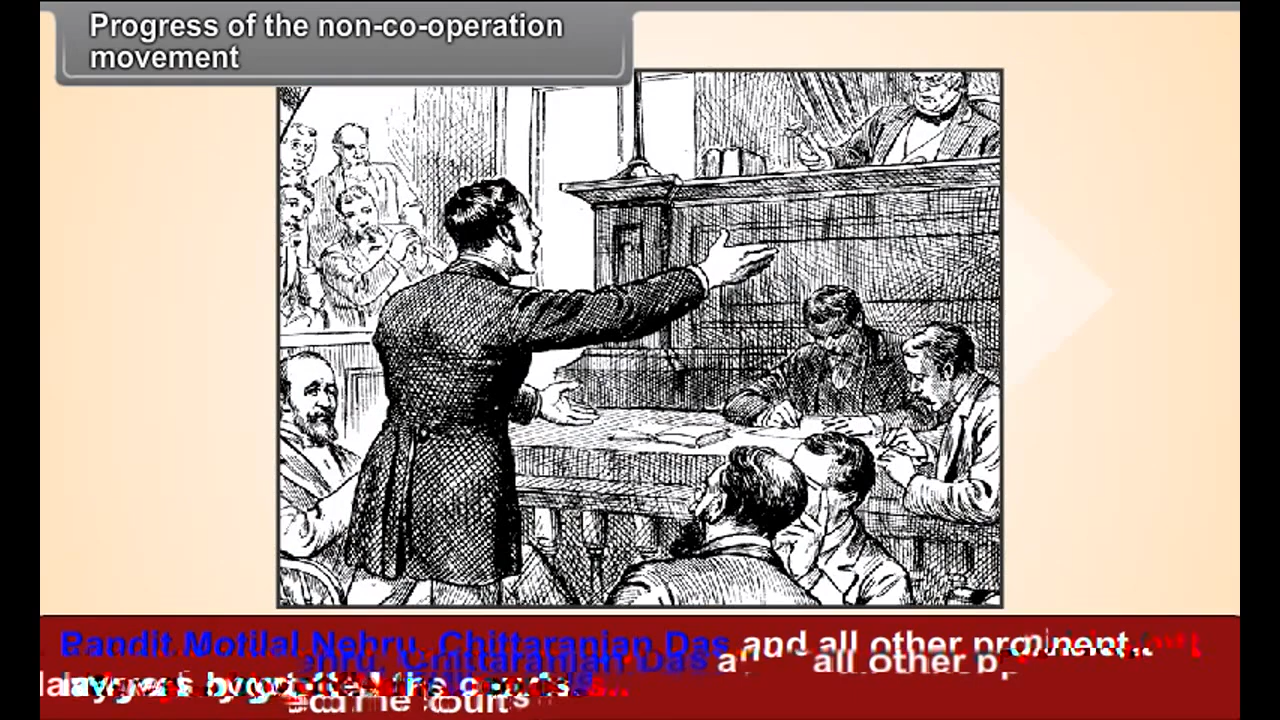 Progress of the non-co-operation
movement
Pandit Motilal Nehru, Chittaranjan Das and all other prominent
lawyers boycotted the courts.